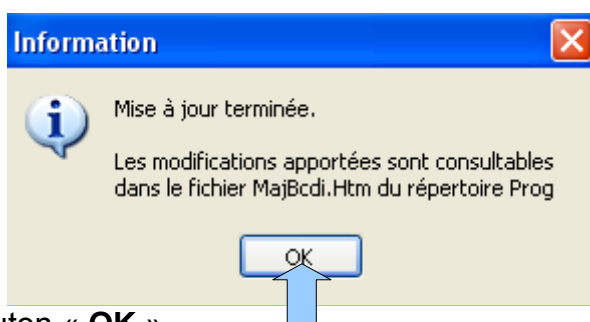 Information
Mise à jour terminée.
Les modifications apportées sont consultables
dans le fichier MajBcdi.Htm du répertoire Prog
OK
« OK »